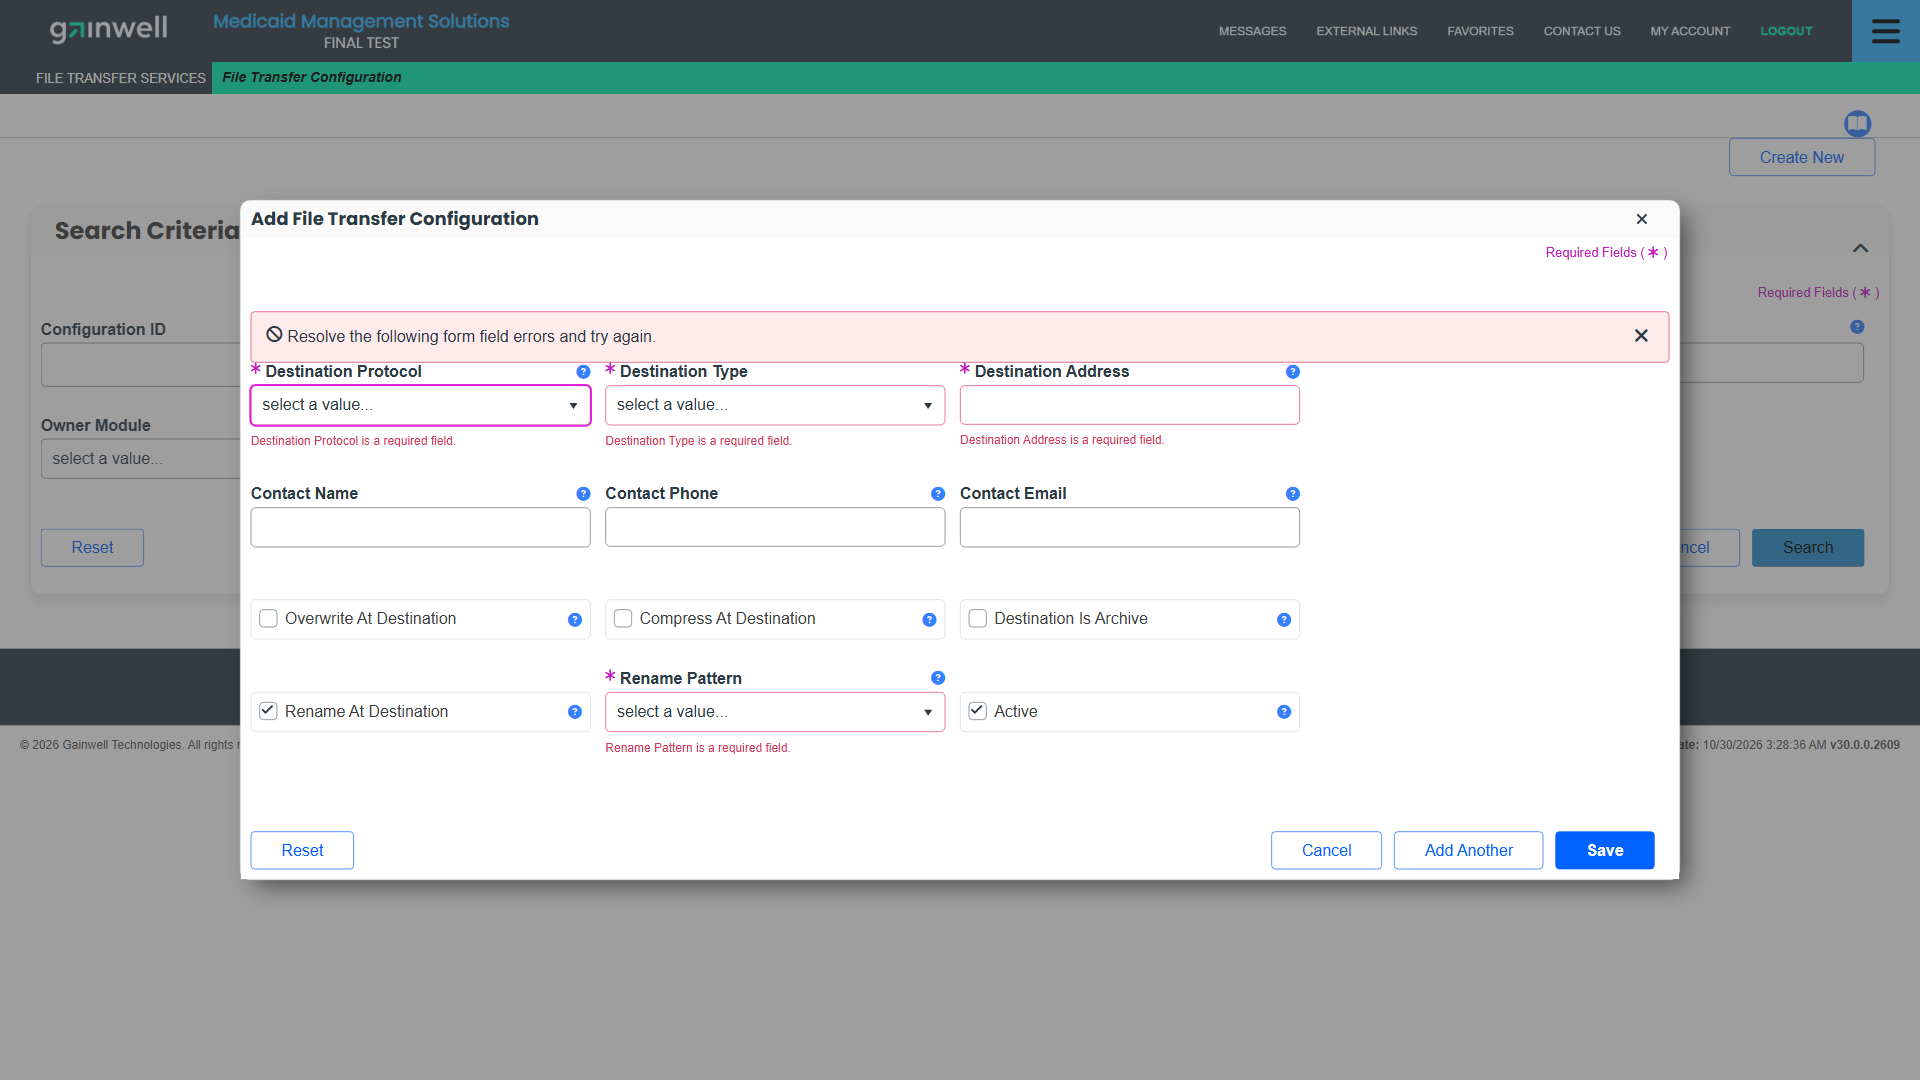 gainwell
Medicaid Management Solutions
FINAL TEST
MESSAGES
EXTERNAL LINKS
FAVORITES
CONTACT US
MY ACCOUNT
LOGOUT
FILE TRANSFER SERVICES
File Transfer Configuration
Create New
Search Criteria
Required Fields ( * )
Configuration ID
Owner Module
select a value...
Reset
ncel
Search
Add File Transfer Configuration
Required Fields ( * )
Resolve the following form field errors and try again.
* Destination Protocol
* Destination Type
* Destination Address
select a value...
select a value...
Destination Protocol is a required field.
Destination Type is a required field.
Destination Address is a required field.
Contact Name
Contact Phone
Contact Email
Overwrite At Destination
Compress At Destination
Destination Is Archive
* Rename Pattern
Rename At Destination
select a value...
Active
Rename Pattern is a required field.
Reset
Cancel
Add Another
Save
© 2026 Gainwell Technologies. All rights
ate: 10/30/2026 3:28:36 AM v30.0.0.2609